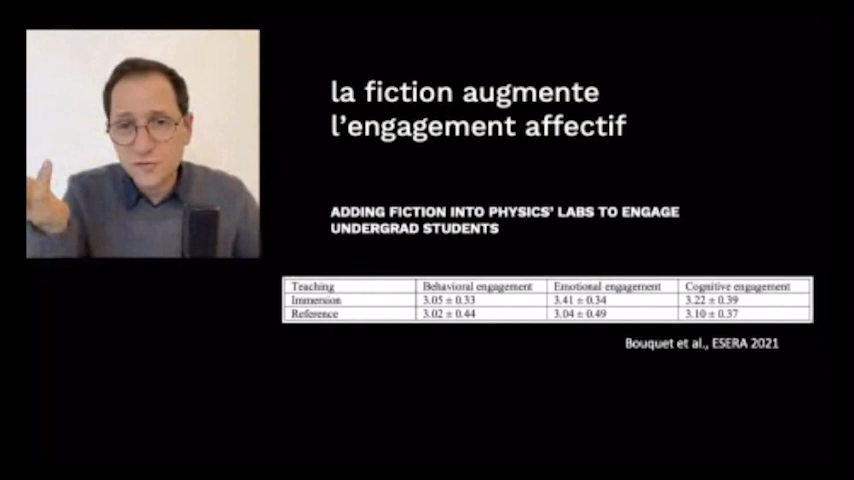 la fiction augmente
l'engagement affectif
ADDING FICTION INTO PHYSICS' LABS TO ENGAGE
UNDERGRAD STUDENTS
Teaching Behavioral engagement Emotional engagement Cognitive engagement
Immersion 3.05 ± 0.33 3.41 ± 0.34 3.22 ± 0.39
Reference 3.02 ± 0.44 3.04 ± 0.49 3.10 ± 0.37
Bouquet et al., ESERA 2021